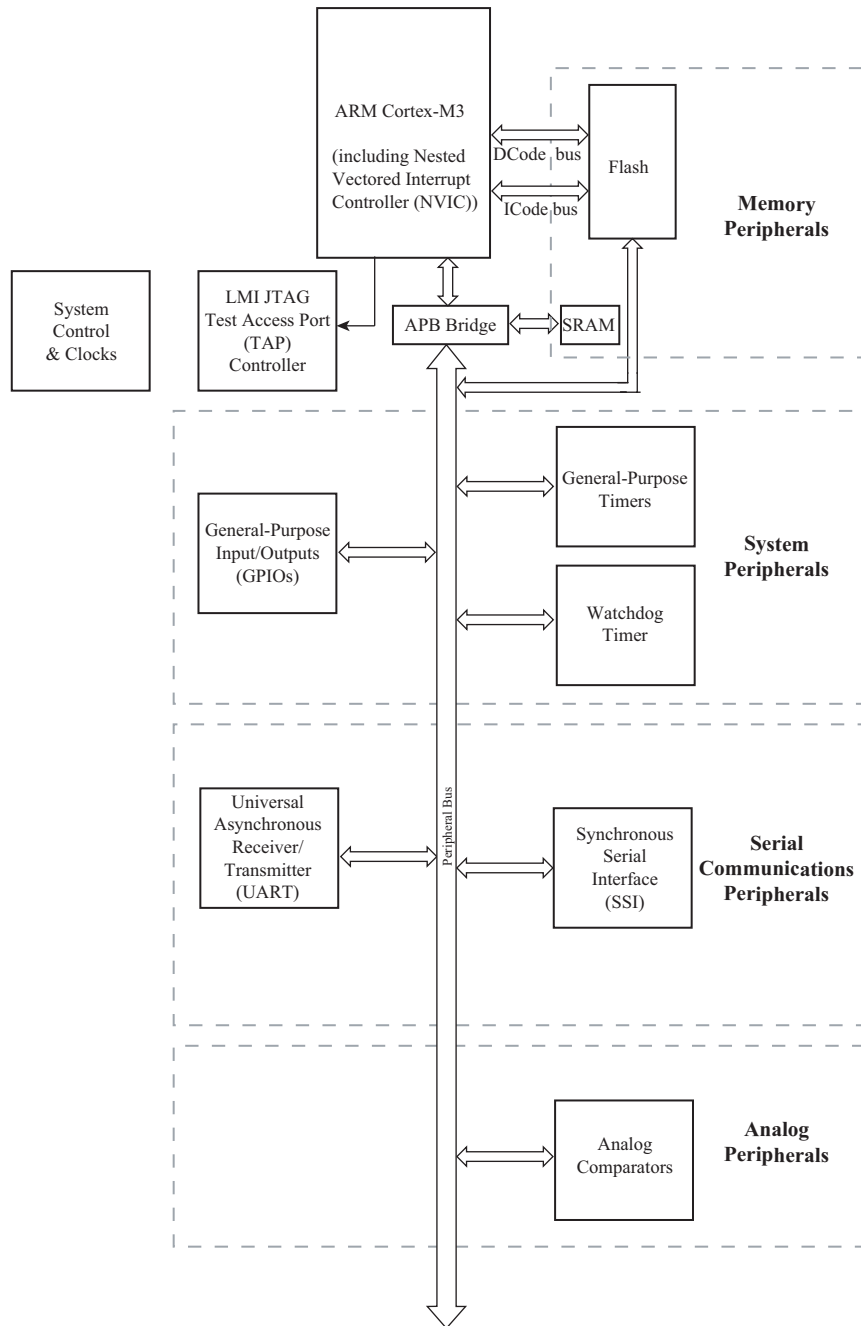 ARM Cortex-M3
(including Nested
Vectored Interrupt
Controller (NVIC))
DCode bus
ICode bus
Flash
Memory
Peripherals
System
Control
& Clocks
LMI JTAG
Test Access Port
(TAP)
Controller
APB Bridge
SRAM
General-Purpose
Timers
General-Purpose
Input/Outputs
(GPIOs)
System
Peripherals
Watchdog
Timer
Peripheral Bus
Universal
Asynchronous
Receiver/
Transmitter
(UART)
Synchronous
Serial
Interface
(SSI)
Serial
Communications
Peripherals
Analog
Comparators
Analog
Peripherals